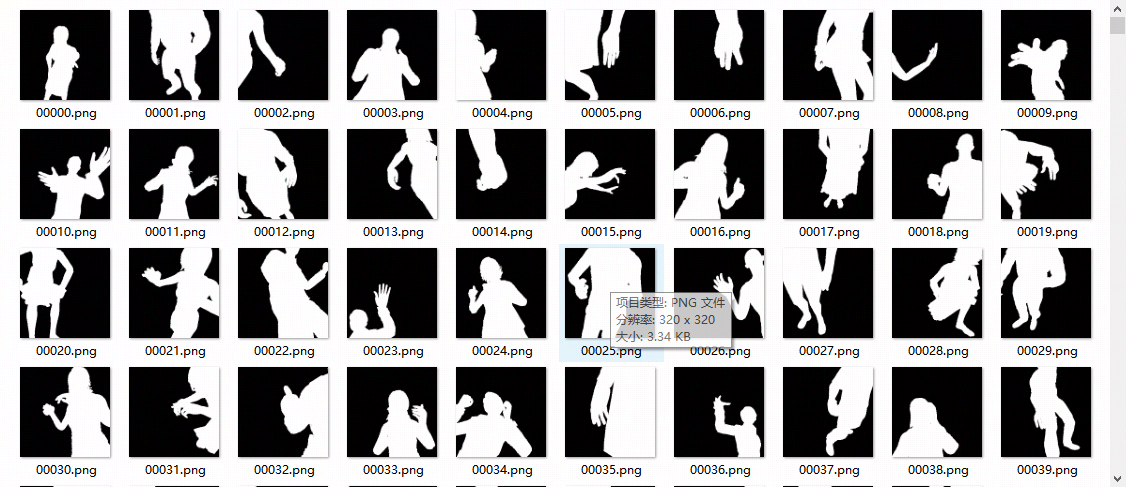 00000.png 00001.png 00002.png 00003.png 00004.png 00005.png 00006.png 00007.png 00008.png 00009.png
00010.png 00011.png 00012.png 00013.png 00014.png 00015.png 00016.png 00017.png 00018.png 00019.png
项目类型: PNG 文件
分辨率: 320 x 320
大小: 3.34 KB
00020.png 00021.png 00022.png 00023.png 00024.png 00025.png 00026.png 00027.png 00028.png 00029.png
00030.png 00031.png 00032.png 00033.png 00034.png 00035.png 00036.png 00037.png 00038.png 00039.png